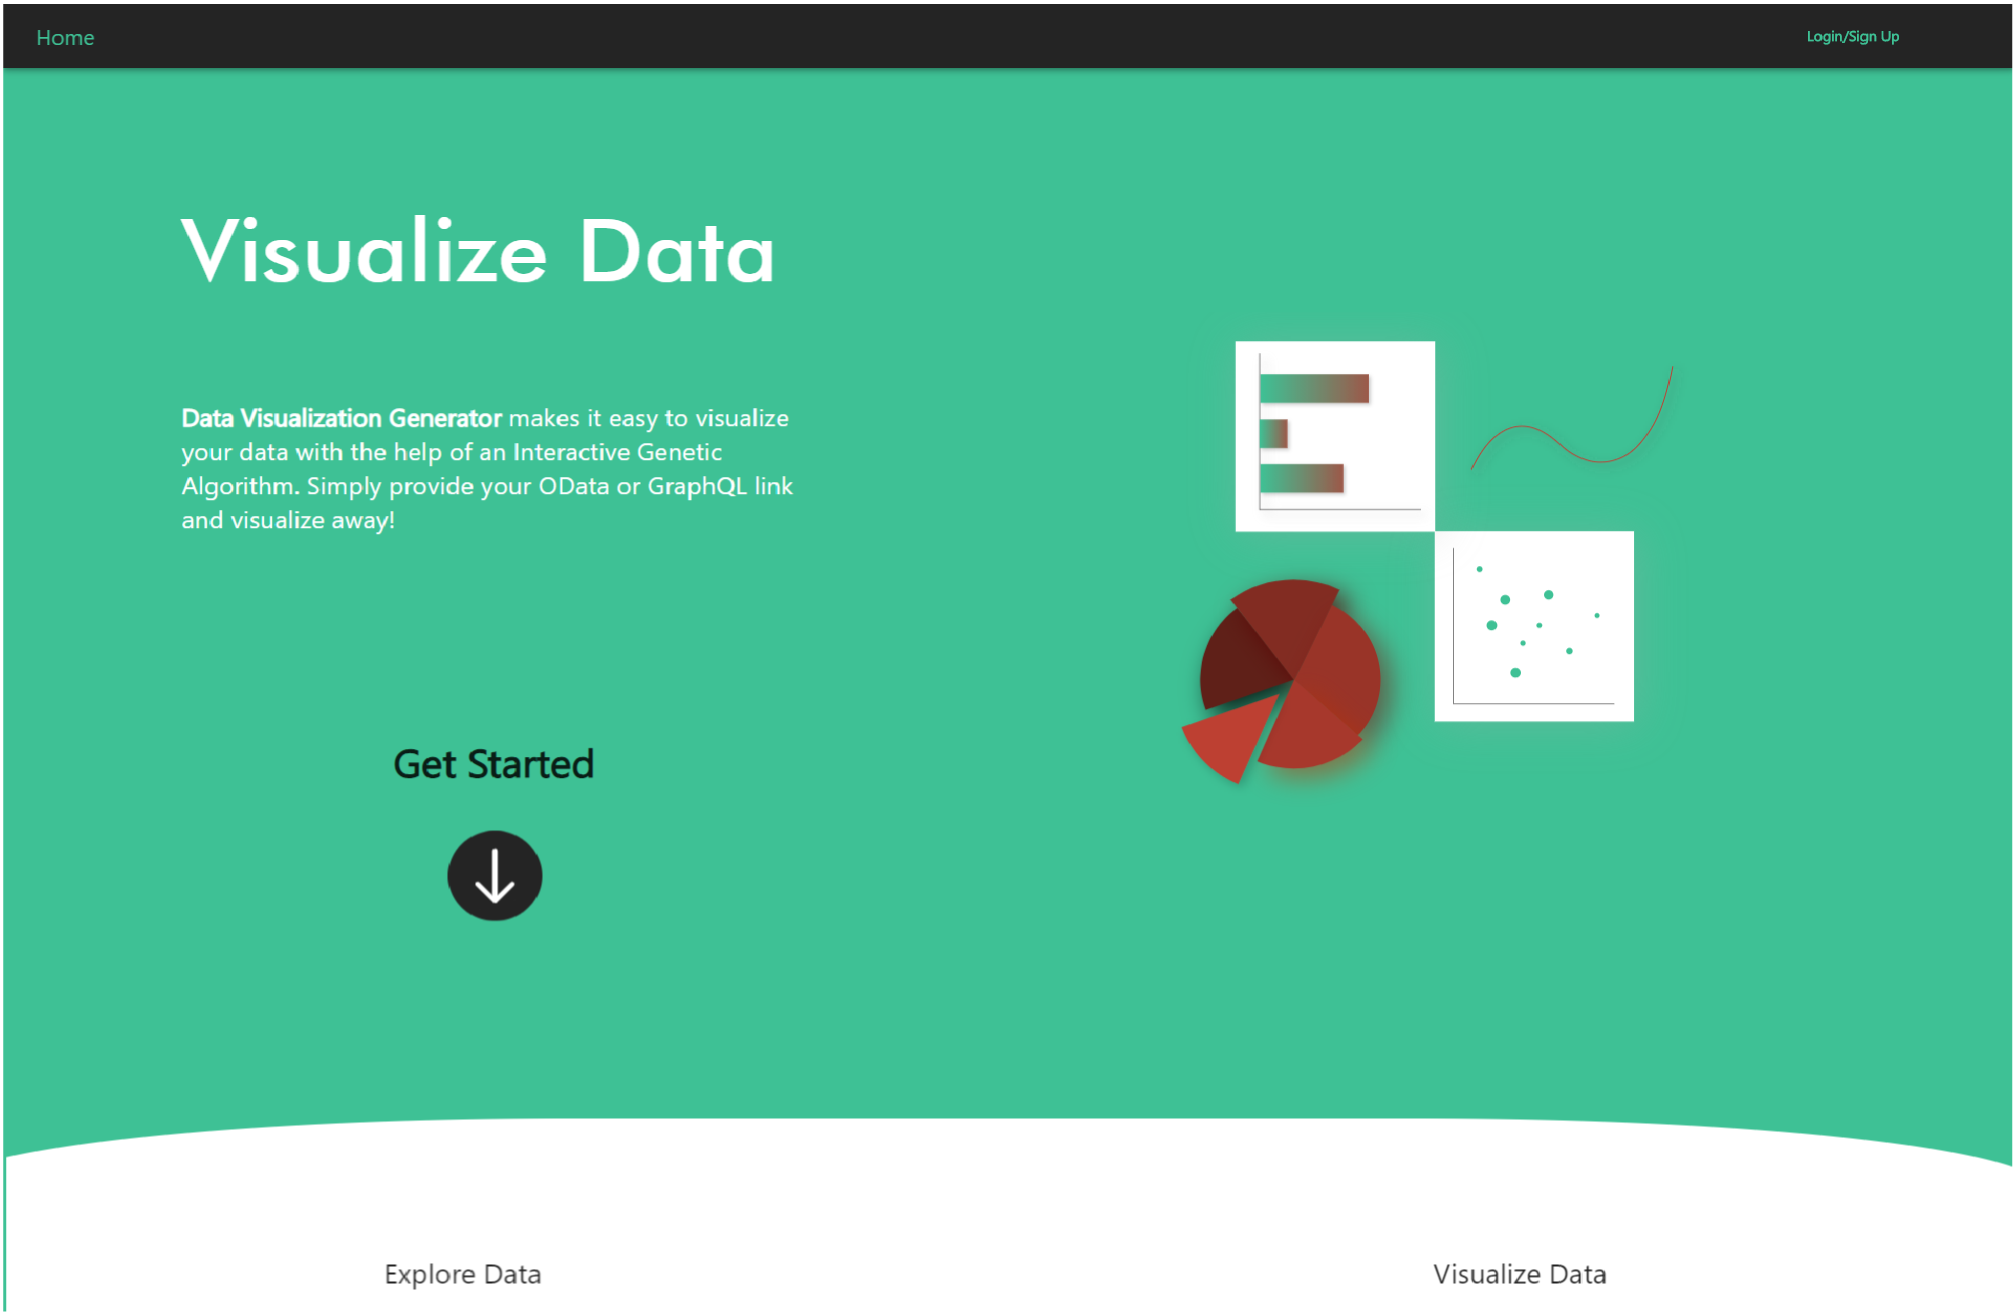 Home
Login/Sign Up
Visualize Data
Data Visualization Generator makes it easy to visualize
your data with the help of an Interactive Genetic
Algorithm. Simply provide your OData or GraphQL link
and visualize away!
Get Started
Explore Data
Visualize Data